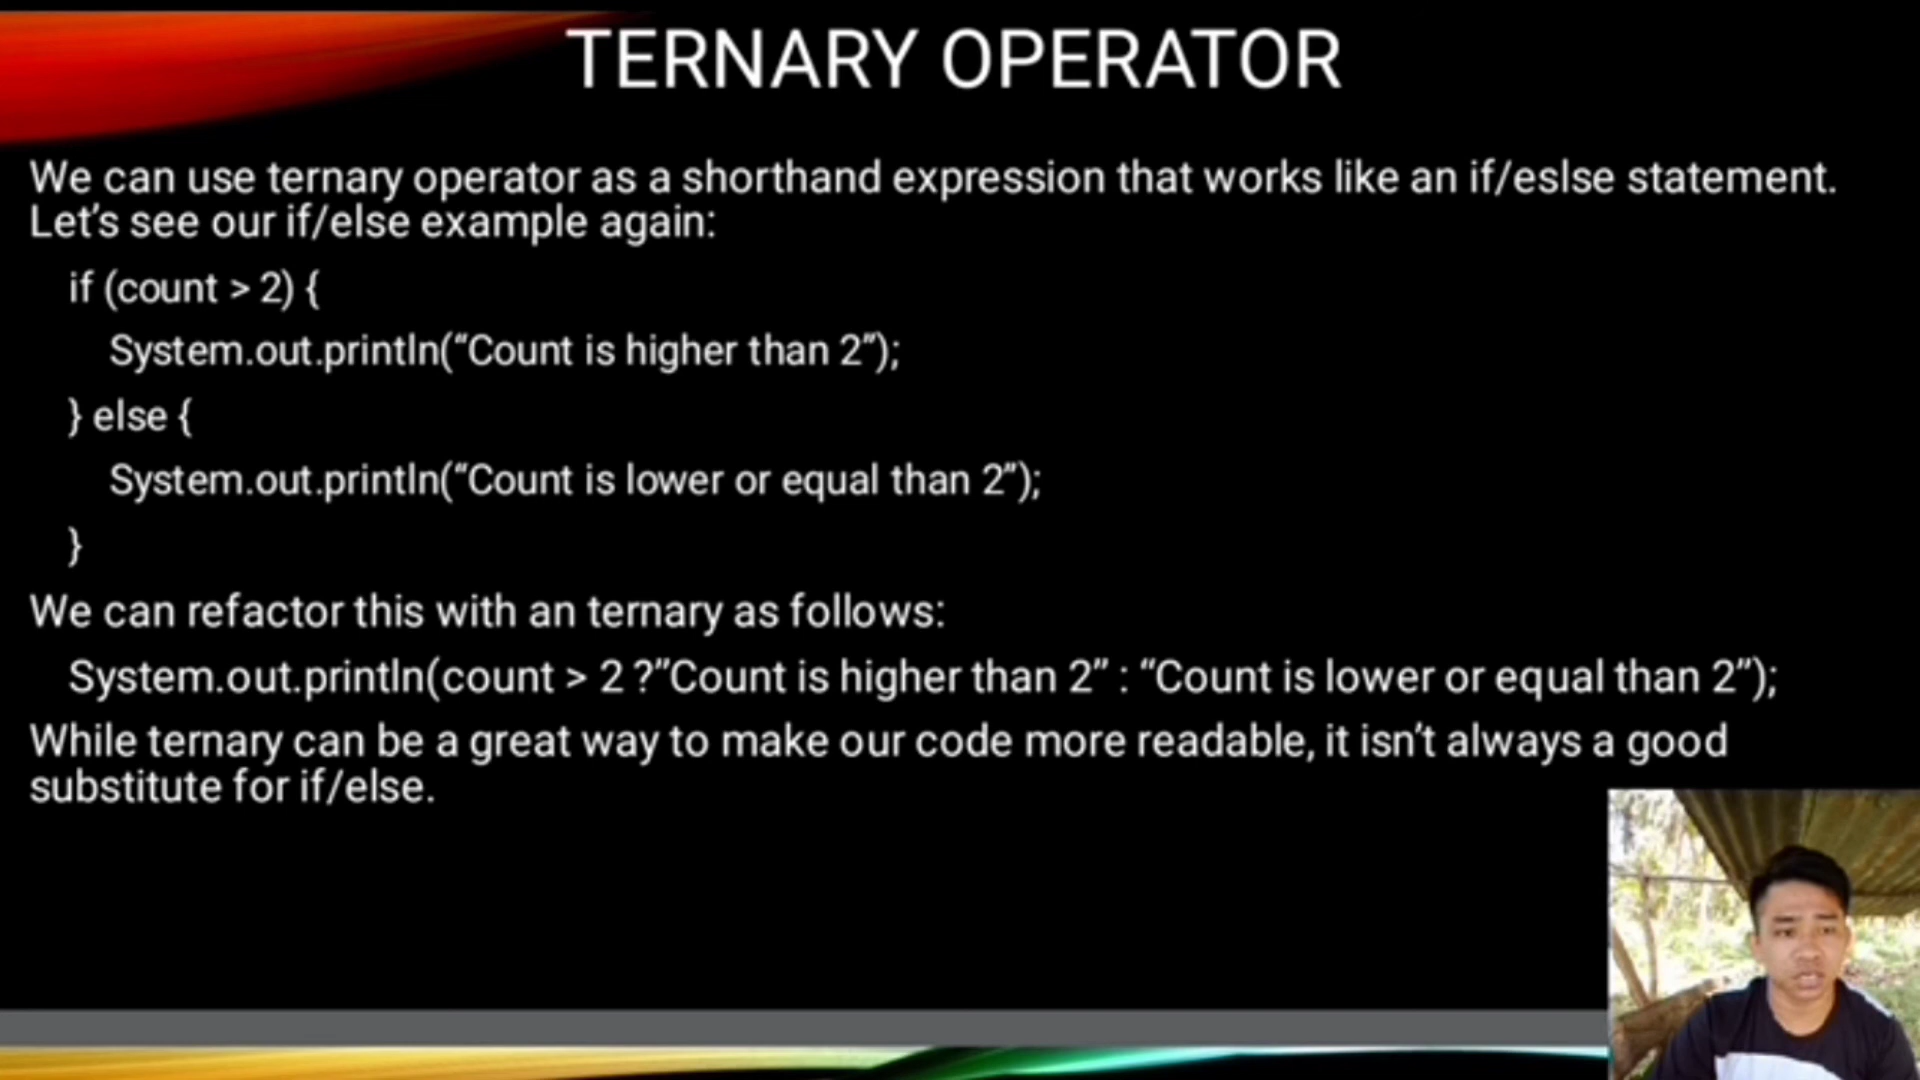 TERNARY OPERATOR
We can use ternary operator as a shorthand expression that works like an if/eslse statement.
Let’s see our if/else example again:
if (count > 2) {
System.out.println(“Count is higher than 2”);
} else {
System.out.println(“Count is lower or equal than 2”);
}
We can refactor this with an ternary as follows:
System.out.println(count > 2 ?”Count is higher than 2” : “Count is lower or equal than 2”);
While ternary can be a great way to make our code more readable, it isn’t always a good
substitute for if/else.